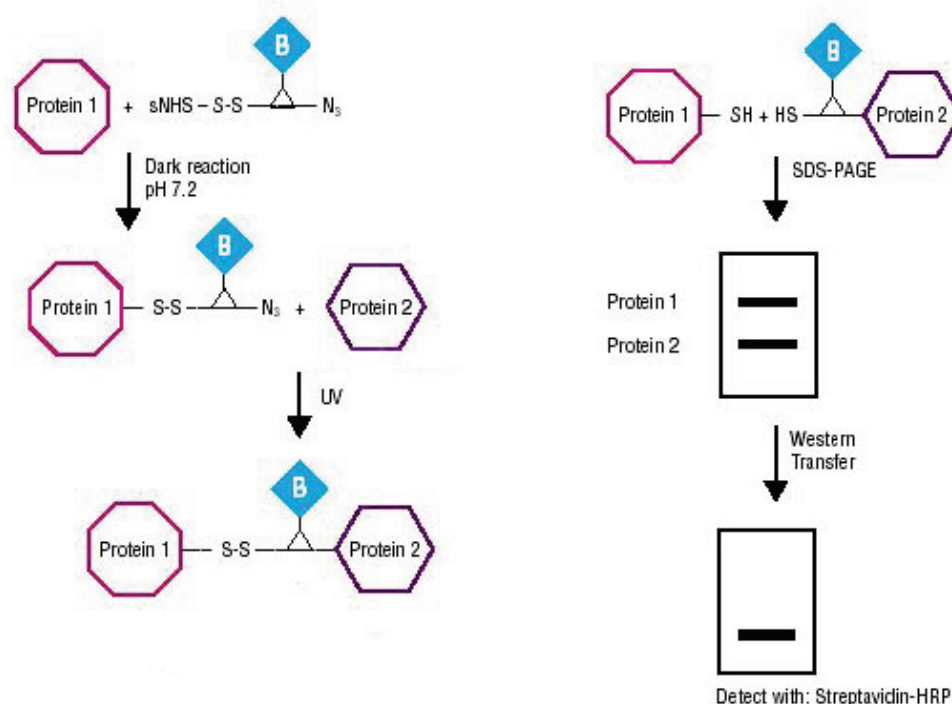 B
Protein 1 + sNHS – S-S N₃
Dark reaction
pH 7.2
B
Protein 1 S-S N₃ + Protein 2
UV
B
Protein 1 S-S Protein 2
B
Protein 1 SH + HS Protein 2
SDS-PAGE
Protein 1
Protein 2
Western
Transfer
Detect with: Streptavidin-HRP